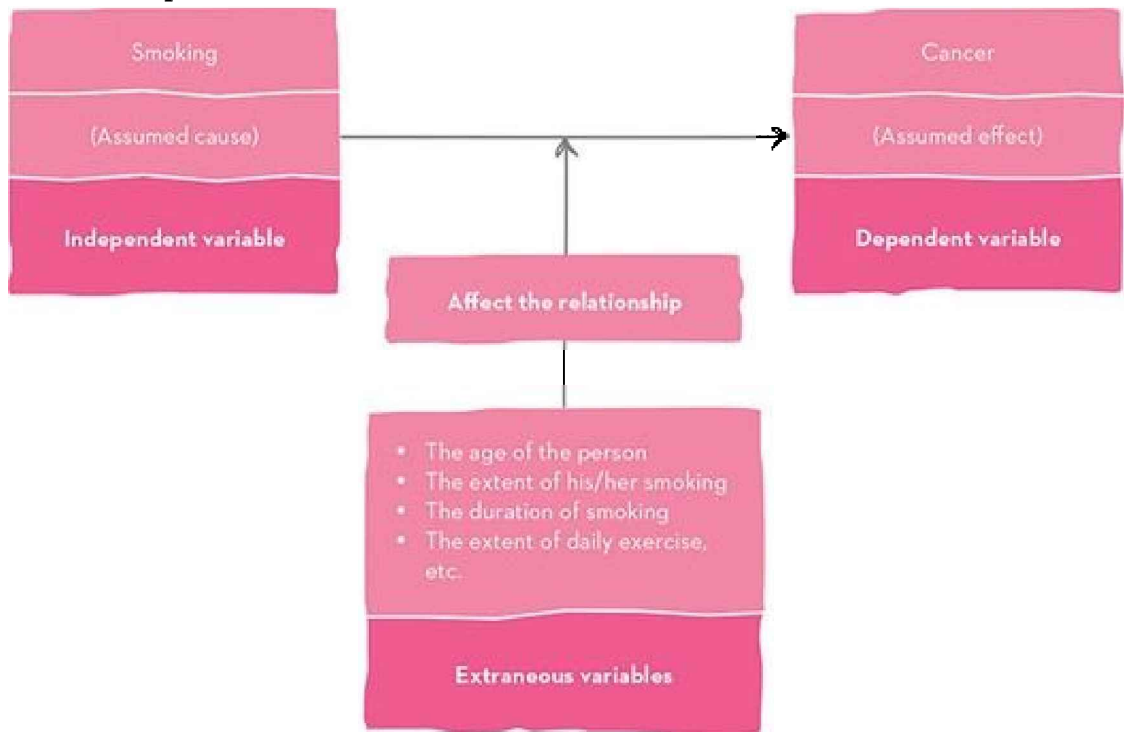 Smoking
(Assumed cause)
Independent variable
Cancer
(Assumed effect)
Dependent variable
Affect the relationship
• The age of the person
• The extent of his/her smoking
• The duration of smoking
• The extent of daily exercise,
etc.
Extraneous variables